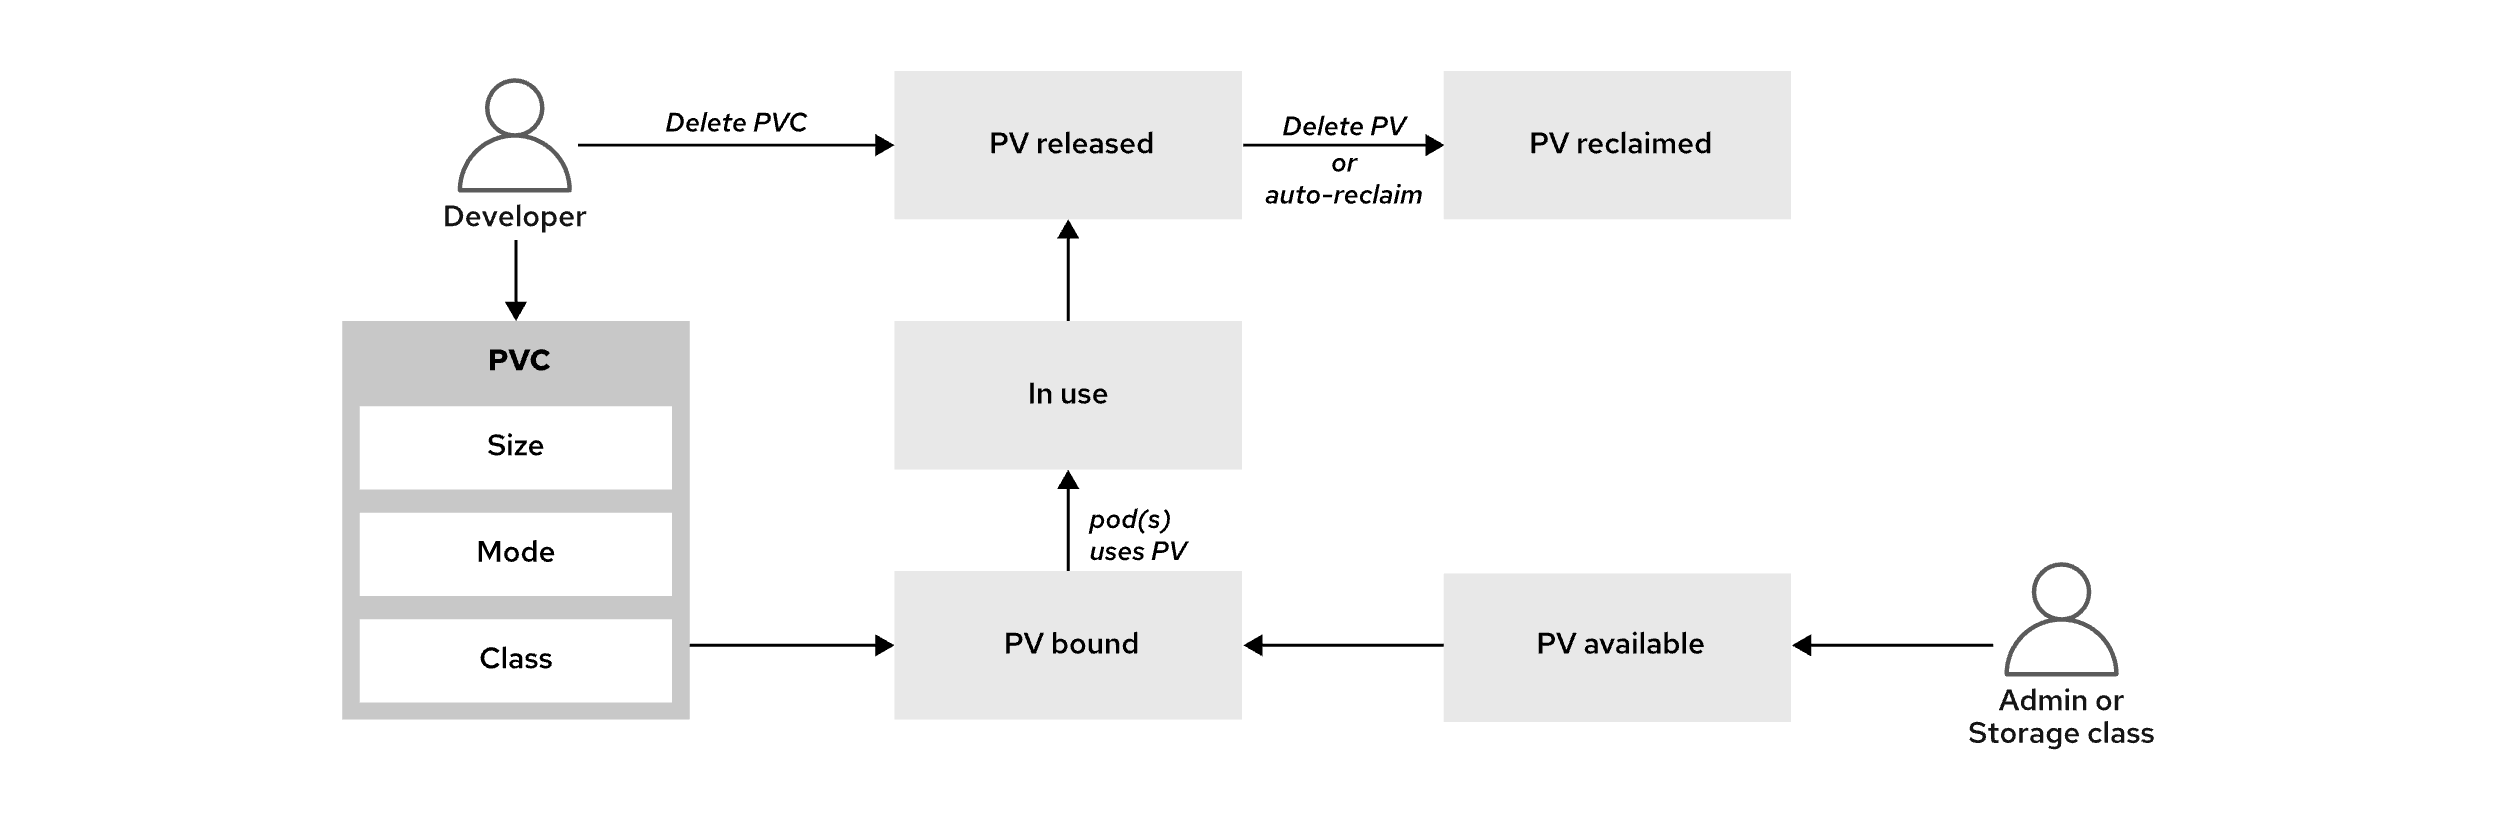 Delete PVC
PV released
Delete PV
or
auto-reclaim
PV reclaimed
Developer
PVC
Size
Mode
Class
In use
pod(s)
uses PV
PV bound
PV available
Admin or
Storage class